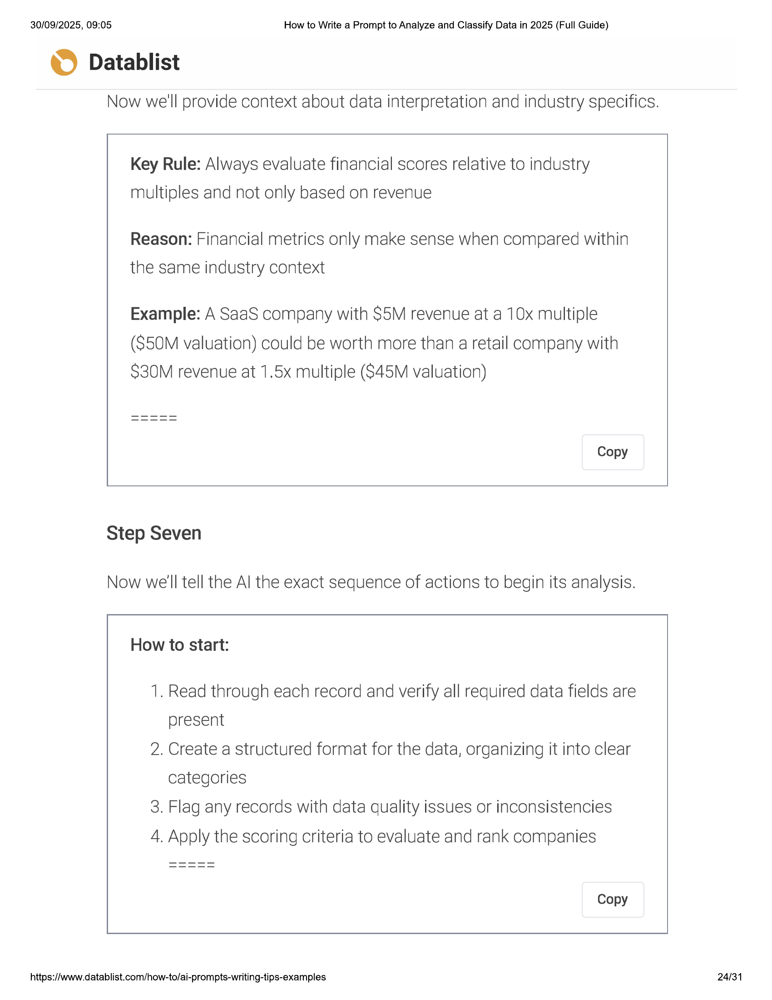 30/09/2025, 09:05
How to Write a Prompt to Analyze and Classify Data in 2025 (Full Guide)
Datablist
Now we'll provide context about data interpretation and industry specifics.
Key Rule: Always evaluate financial scores relative to industry
multiples and not only based on revenue
Reason: Financial metrics only make sense when compared within
the same industry context
Example: A SaaS company with $5M revenue at a 10x multiple
($50M valuation) could be worth more than a retail company with
$30M revenue at 1.5x multiple ($45M valuation)
=====
Copy
Step Seven
Now we’ll tell the AI the exact sequence of actions to begin its analysis.
How to start:
1. Read through each record and verify all required data fields are
present
2. Create a structured format for the data, organizing it into clear
categories
3. Flag any records with data quality issues or inconsistencies
4. Apply the scoring criteria to evaluate and rank companies
=====
Copy
https://www.datablist.com/how-to/ai-prompts-writing-tips-examples
24/31